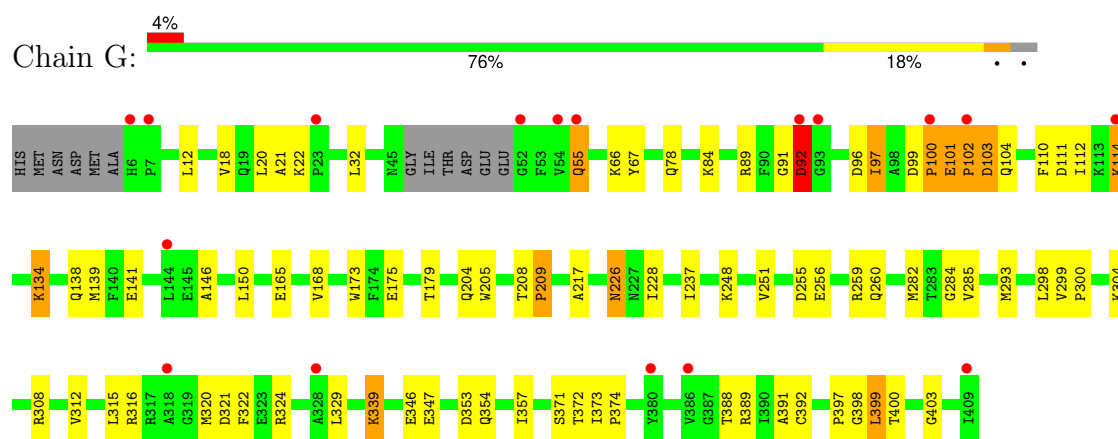 4%
Chain G:
76% 18% • •
HIS MET ASN ASP MET ALA H6 P7 L12 V18 Q19 L20 A21 K22 P23 L32 N45 GLY ILE THR ASP GLU GLU G52 F53 V54 Q55 K66 Y67 Q78 K84 R89 F90 G91 D92 G93 D96 I97 A98 D99 P100 E101 P102 D103 Q104 F110 D111 I112 K113 K114
K134 Q138 M139 F140 E141 L144 E145 A146 L150 E165 V168 W173 F174 E175 T179 Q204 W205 T208 P209 A217 N226 N227 I228 I237 K248 V251 D255 E256 R259 Q260 M282 T283 G284 V285 M293 L298 V299 P300 K304
R308 V312 L315 R316 R317 A318 G319 M320 D321 F322 E323 R324 A328 L329 K339 E346 E347 D353 Q354 I357 S371 T372 I373 P374 Y380 V386 G387 T388 R389 I390 A391 C392 P397 G398 L399 T400 G403 I409